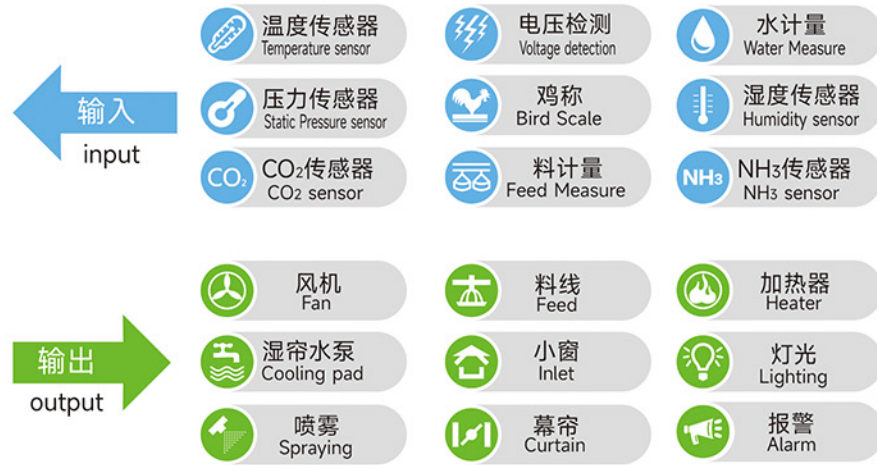 温度传感器
Temperature sensor
电压检测
Voltage detection
水计量
Water Measure
输入
input
压力传感器
Static Pressure sensor
鸡称
Bird Scale
湿度传感器
Humidity sensor
CO₂
CO₂传感器
CO₂ sensor
料计量
Feed Measure
NH₃
NH₃传感器
NH₃ sensor
风机
Fan
料线
Feed
加热器
Heater
输出
output
湿帘水泵
Cooling pad
小窗
Inlet
灯光
Lighting
喷雾
Spraying
幕帘
Curtain
报警
Alarm